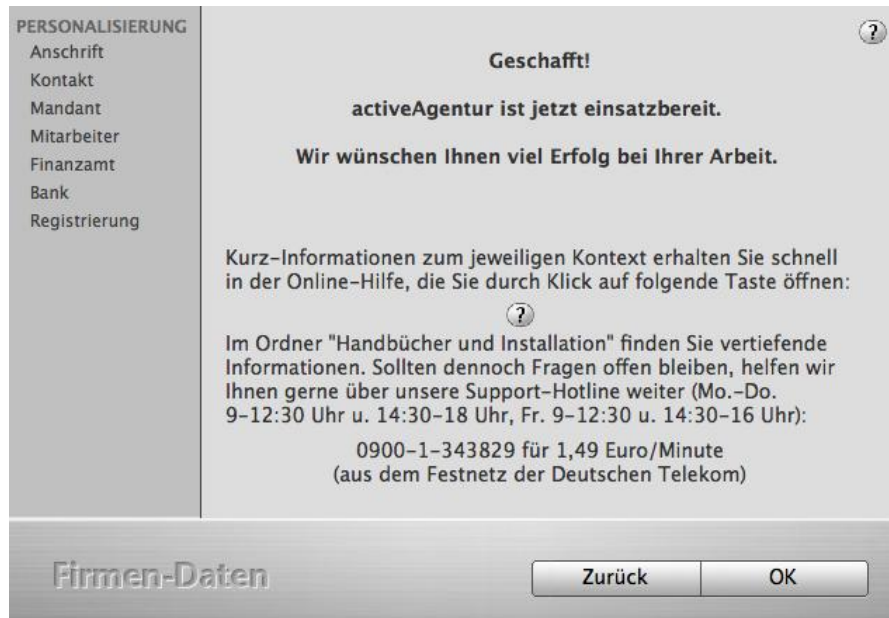 PERSONALISIERUNG
Anschrift
Kontakt
Mandant
Mitarbeiter
Finanzamt
Bank
Registrierung
?
Geschafft!
activeAgentur ist jetzt einsatzbereit.
Wir wünschen Ihnen viel Erfolg bei Ihrer Arbeit.
Kurz-Informationen zum jeweiligen Kontext erhalten Sie schnell
in der Online-Hilfe, die Sie durch Klick auf folgende Taste öffnen:
?
Im Ordner "Handbücher und Installation" finden Sie vertiefende
Informationen. Sollten dennoch Fragen offen bleiben, helfen wir
Ihnen gerne über unsere Support-Hotline weiter (Mo.-Do.
9-12:30 Uhr u. 14:30-18 Uhr, Fr. 9-12:30 u. 14:30-16 Uhr):
0900-1-343829 für 1,49 Euro/Minute
(aus dem Festnetz der Deutschen Telekom)
Firmen-Daten
Zurück
OK